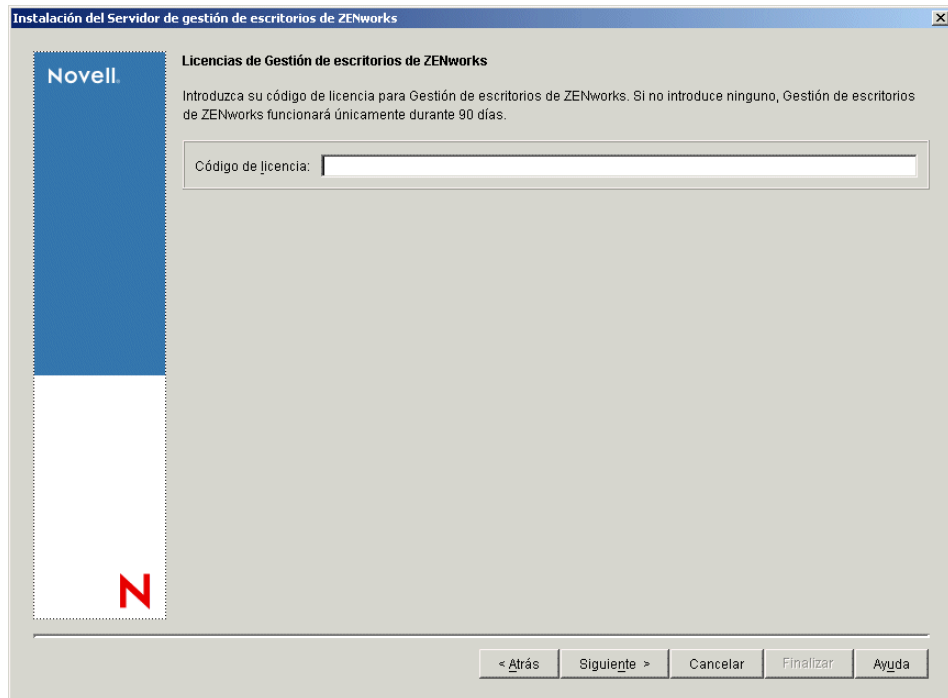 Instalación del Servidor de gestión de escritorios de ZENworks
Novell.
Licencias de Gestión de escritorios de ZENworks
Introduzca su código de licencia para Gestión de escritorios de ZENworks. Si no introduce ninguno, Gestión de escritorios
de ZENworks funcionará únicamente durante 90 días.
Código de licencia:
N
< Atrás
Siguiente >
Cancelar
Finalizar
Ayuda